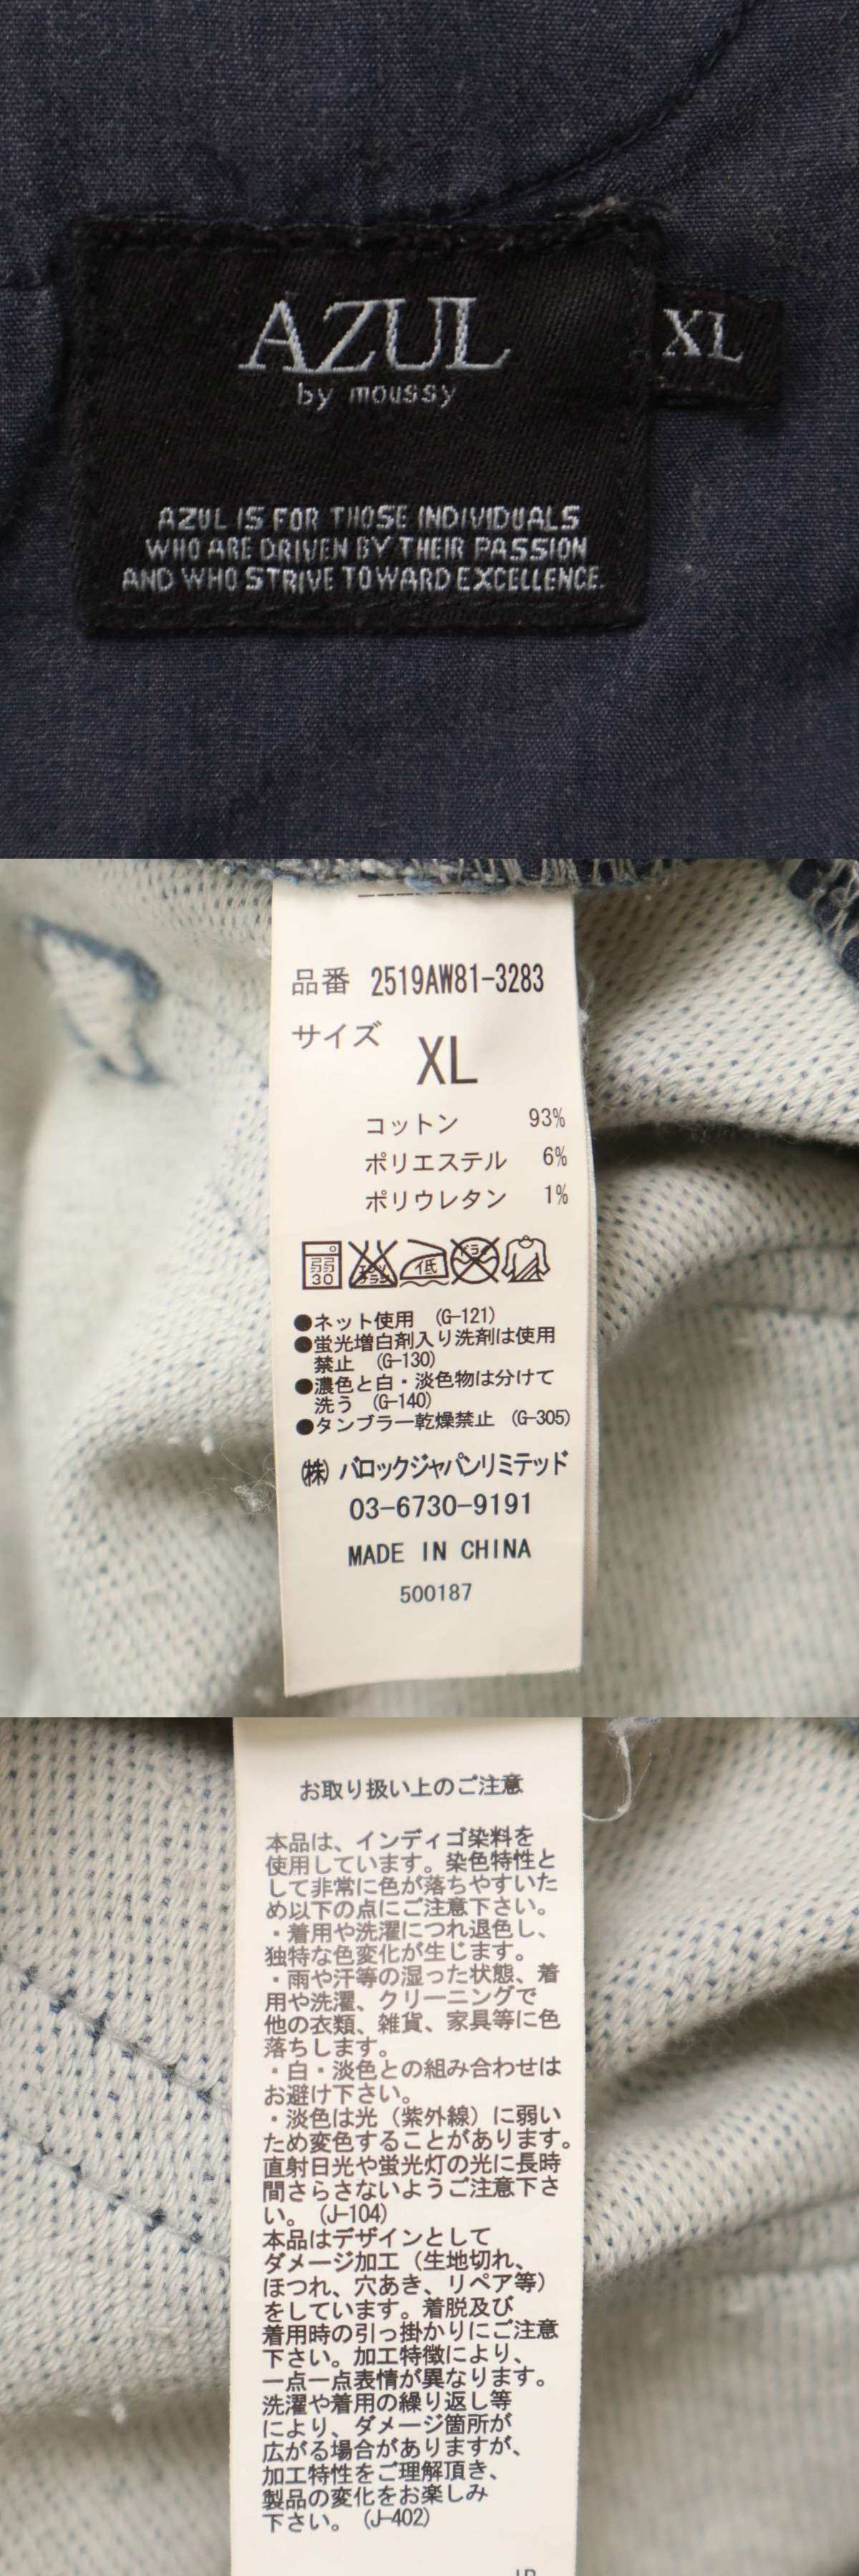 AZUL
by moussy
XL
AZUL IS FOR THOSE INDIVIDUALS
WHO ARE DRIVEN BY THEIR PASSION
AND WHO STRIVE TOWARD EXCELLENCE.
品番 2519AW81-3283
サイズ
XL
コットン 93%
ポリエステル 6%
ポリウレタン 1%
弱
30
エンソ
サラシ
低
ドライ
●ネット使用 (G-121)
●蛍光増白剤入り洗剤は使用
禁止 (G-130)
●濃色と白・淡色物は分けて
洗う (G-140)
●タンブラー乾燥禁止 (G-305)
㈱ バロックジャパンリミテッド
03-6730-9191
MADE IN CHINA
500187
お取り扱い上のご注意
本品は、インディゴ染料を
使用しています。染色特性と
して非常に色が落ちやすいた
め以下の点にご注意下さい。
・着用や洗濯につれ退色し、
独特な色変化が生じます。
・雨や汗等の湿った状態、着
用や洗濯、クリーニングで
他の衣類、雑貨、家具等に色
落ちします。
・白・淡色との組み合わせは
お避け下さい。
・淡色は光（紫外線）に弱い
ため変色することがあります。
直射日光や蛍光灯の光に長時
間さらさないようご注意下さ
い。(J-104)
本品はデザインとして
ダメージ加工（生地切れ、
ほつれ、穴あき、リペア等）
をしています。着脱及び
着用時の引っ掛かりにご注意
下さい。加工特徴により、
一点一点表情が異なります。
洗濯や着用の繰り返し等
により、ダメージ箇所が
広がる場合がありますが、
加工特性をご理解頂き、
製品の変化をお楽しみ
下さい。(J-402)